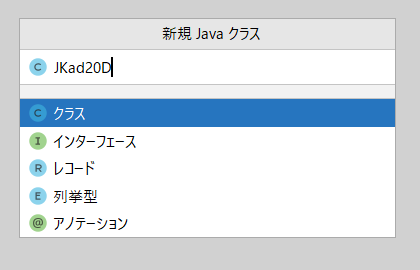 新規 Java クラス
C JKad20D
C クラス
I インターフェース
R レコード
E 列挙型
@ アノテーション